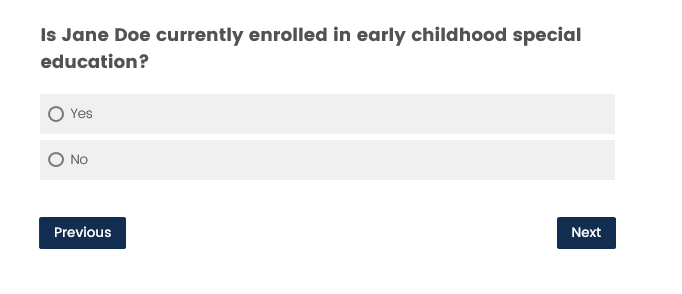 Is Jane Doe currently enrolled in early childhood special
education?
Yes
No
Previous
Next